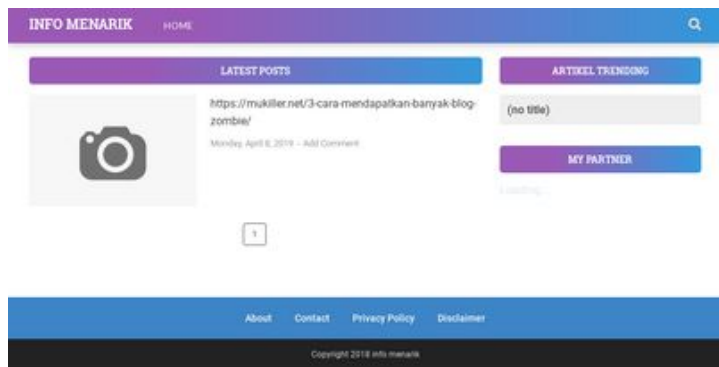 INFO MENARIK HOME
LATEST POSTS
https://mukiller.net/3-cara-mendapatkan-banyak-blog-
zombie/
Monday, April 8, 2019 - Add Comment
1
ARTIKEL TRENDING
(no title)
MY PARTNER
Loading...
About Contact Privacy Policy Disclaimer
Copyright 2018 info menarik